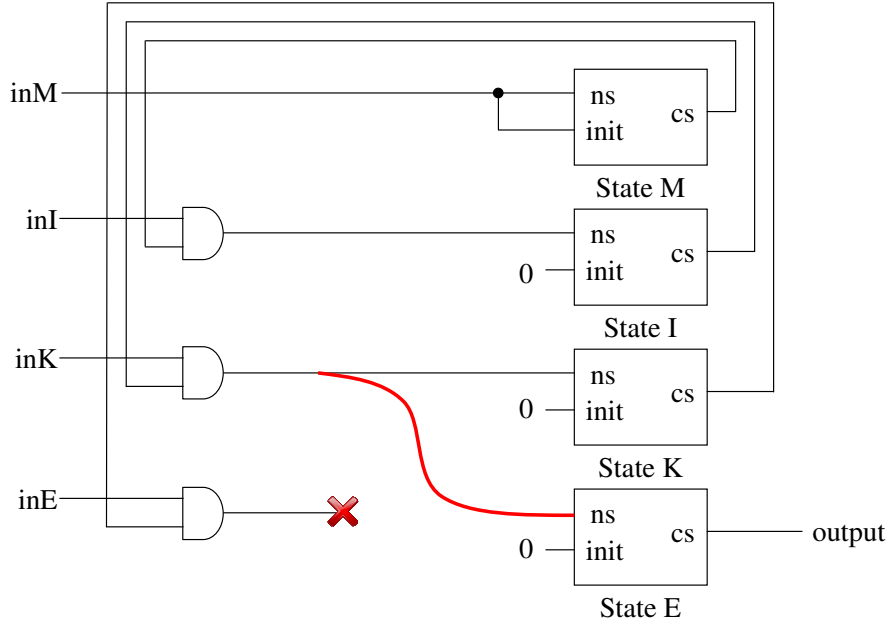 inM
ns
init
cs
State M
inI
ns
0
init
cs
State I
inK
ns
0
init
cs
State K
inE
ns
0
init
cs
output
State E